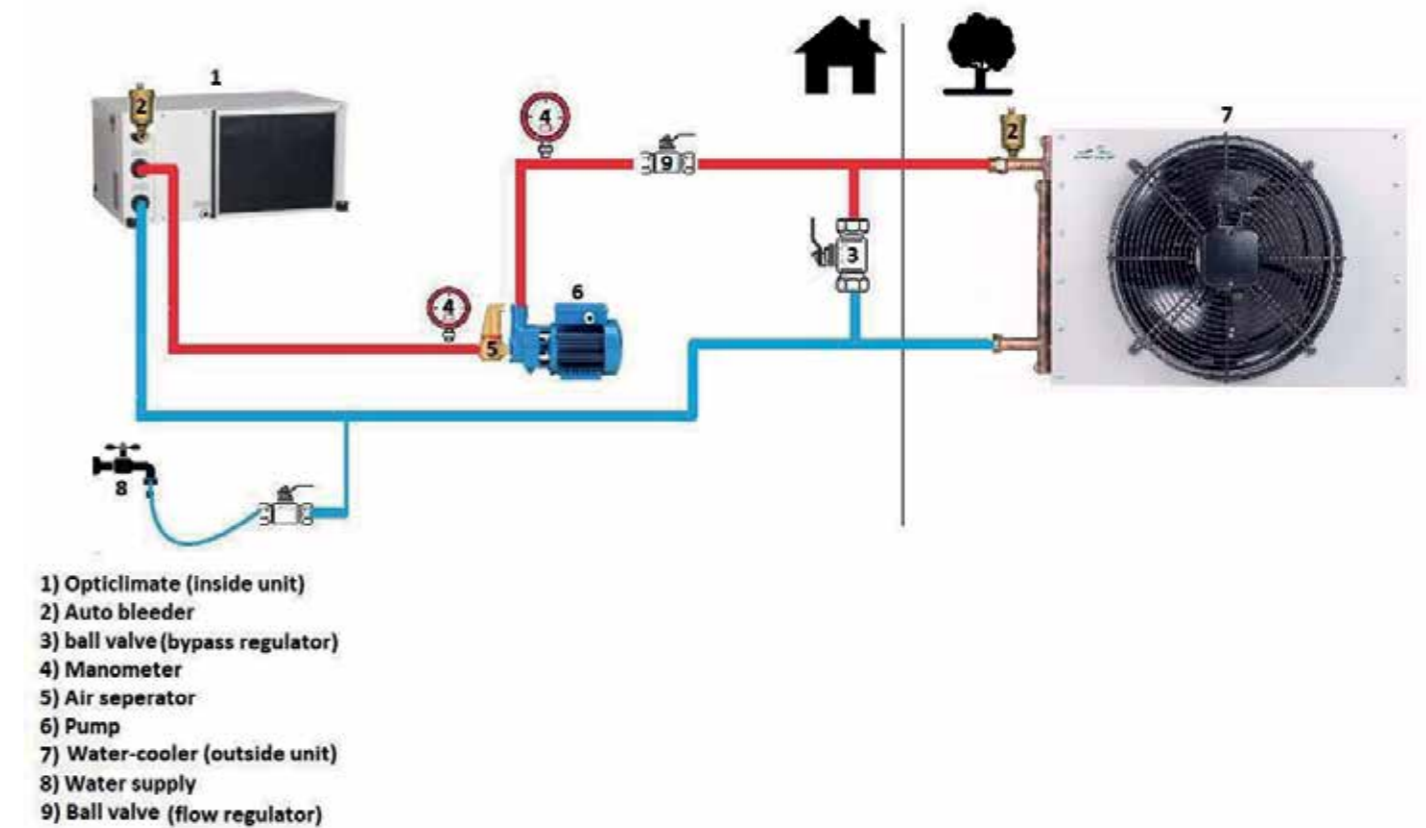 1
2
4
2
7
9
3
4
6
5
8
1) Opticlimate (inside unit)
2) Auto bleeder
3) ball valve (bypass regulator)
4) Manometer
5) Air seperator
6) Pump
7) Water-cooler (outside unit)
8) Water supply
9) Ball valve (flow regulator)